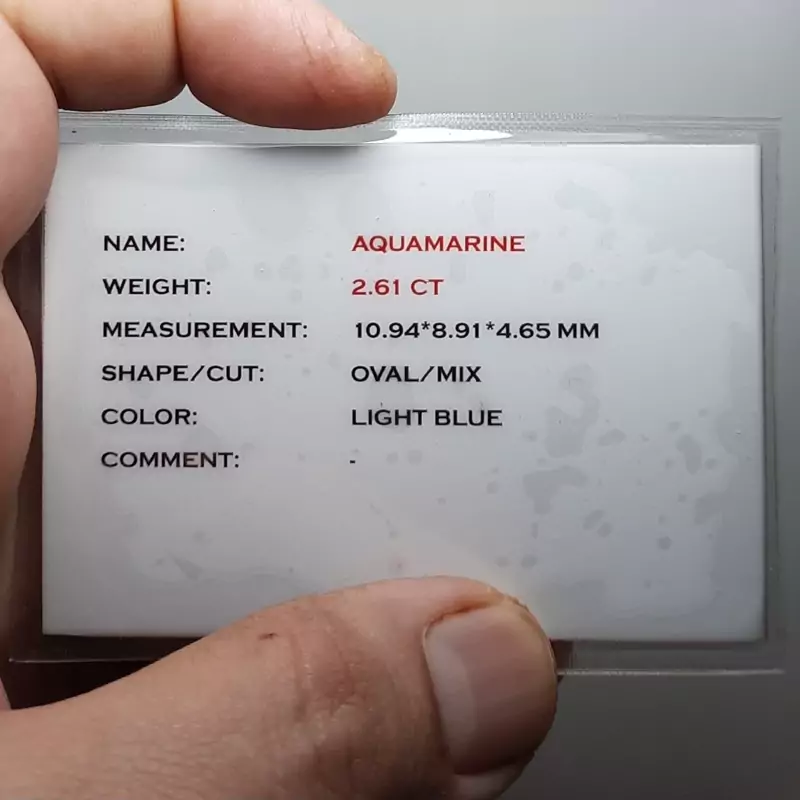 NAME: AQUAMARINE
WEIGHT: 2.61 CT
MEASUREMENT: 10.94*8.91*4.65 MM
SHAPE/CUT: OVAL/MIX
COLOR: LIGHT BLUE
COMMENT: -